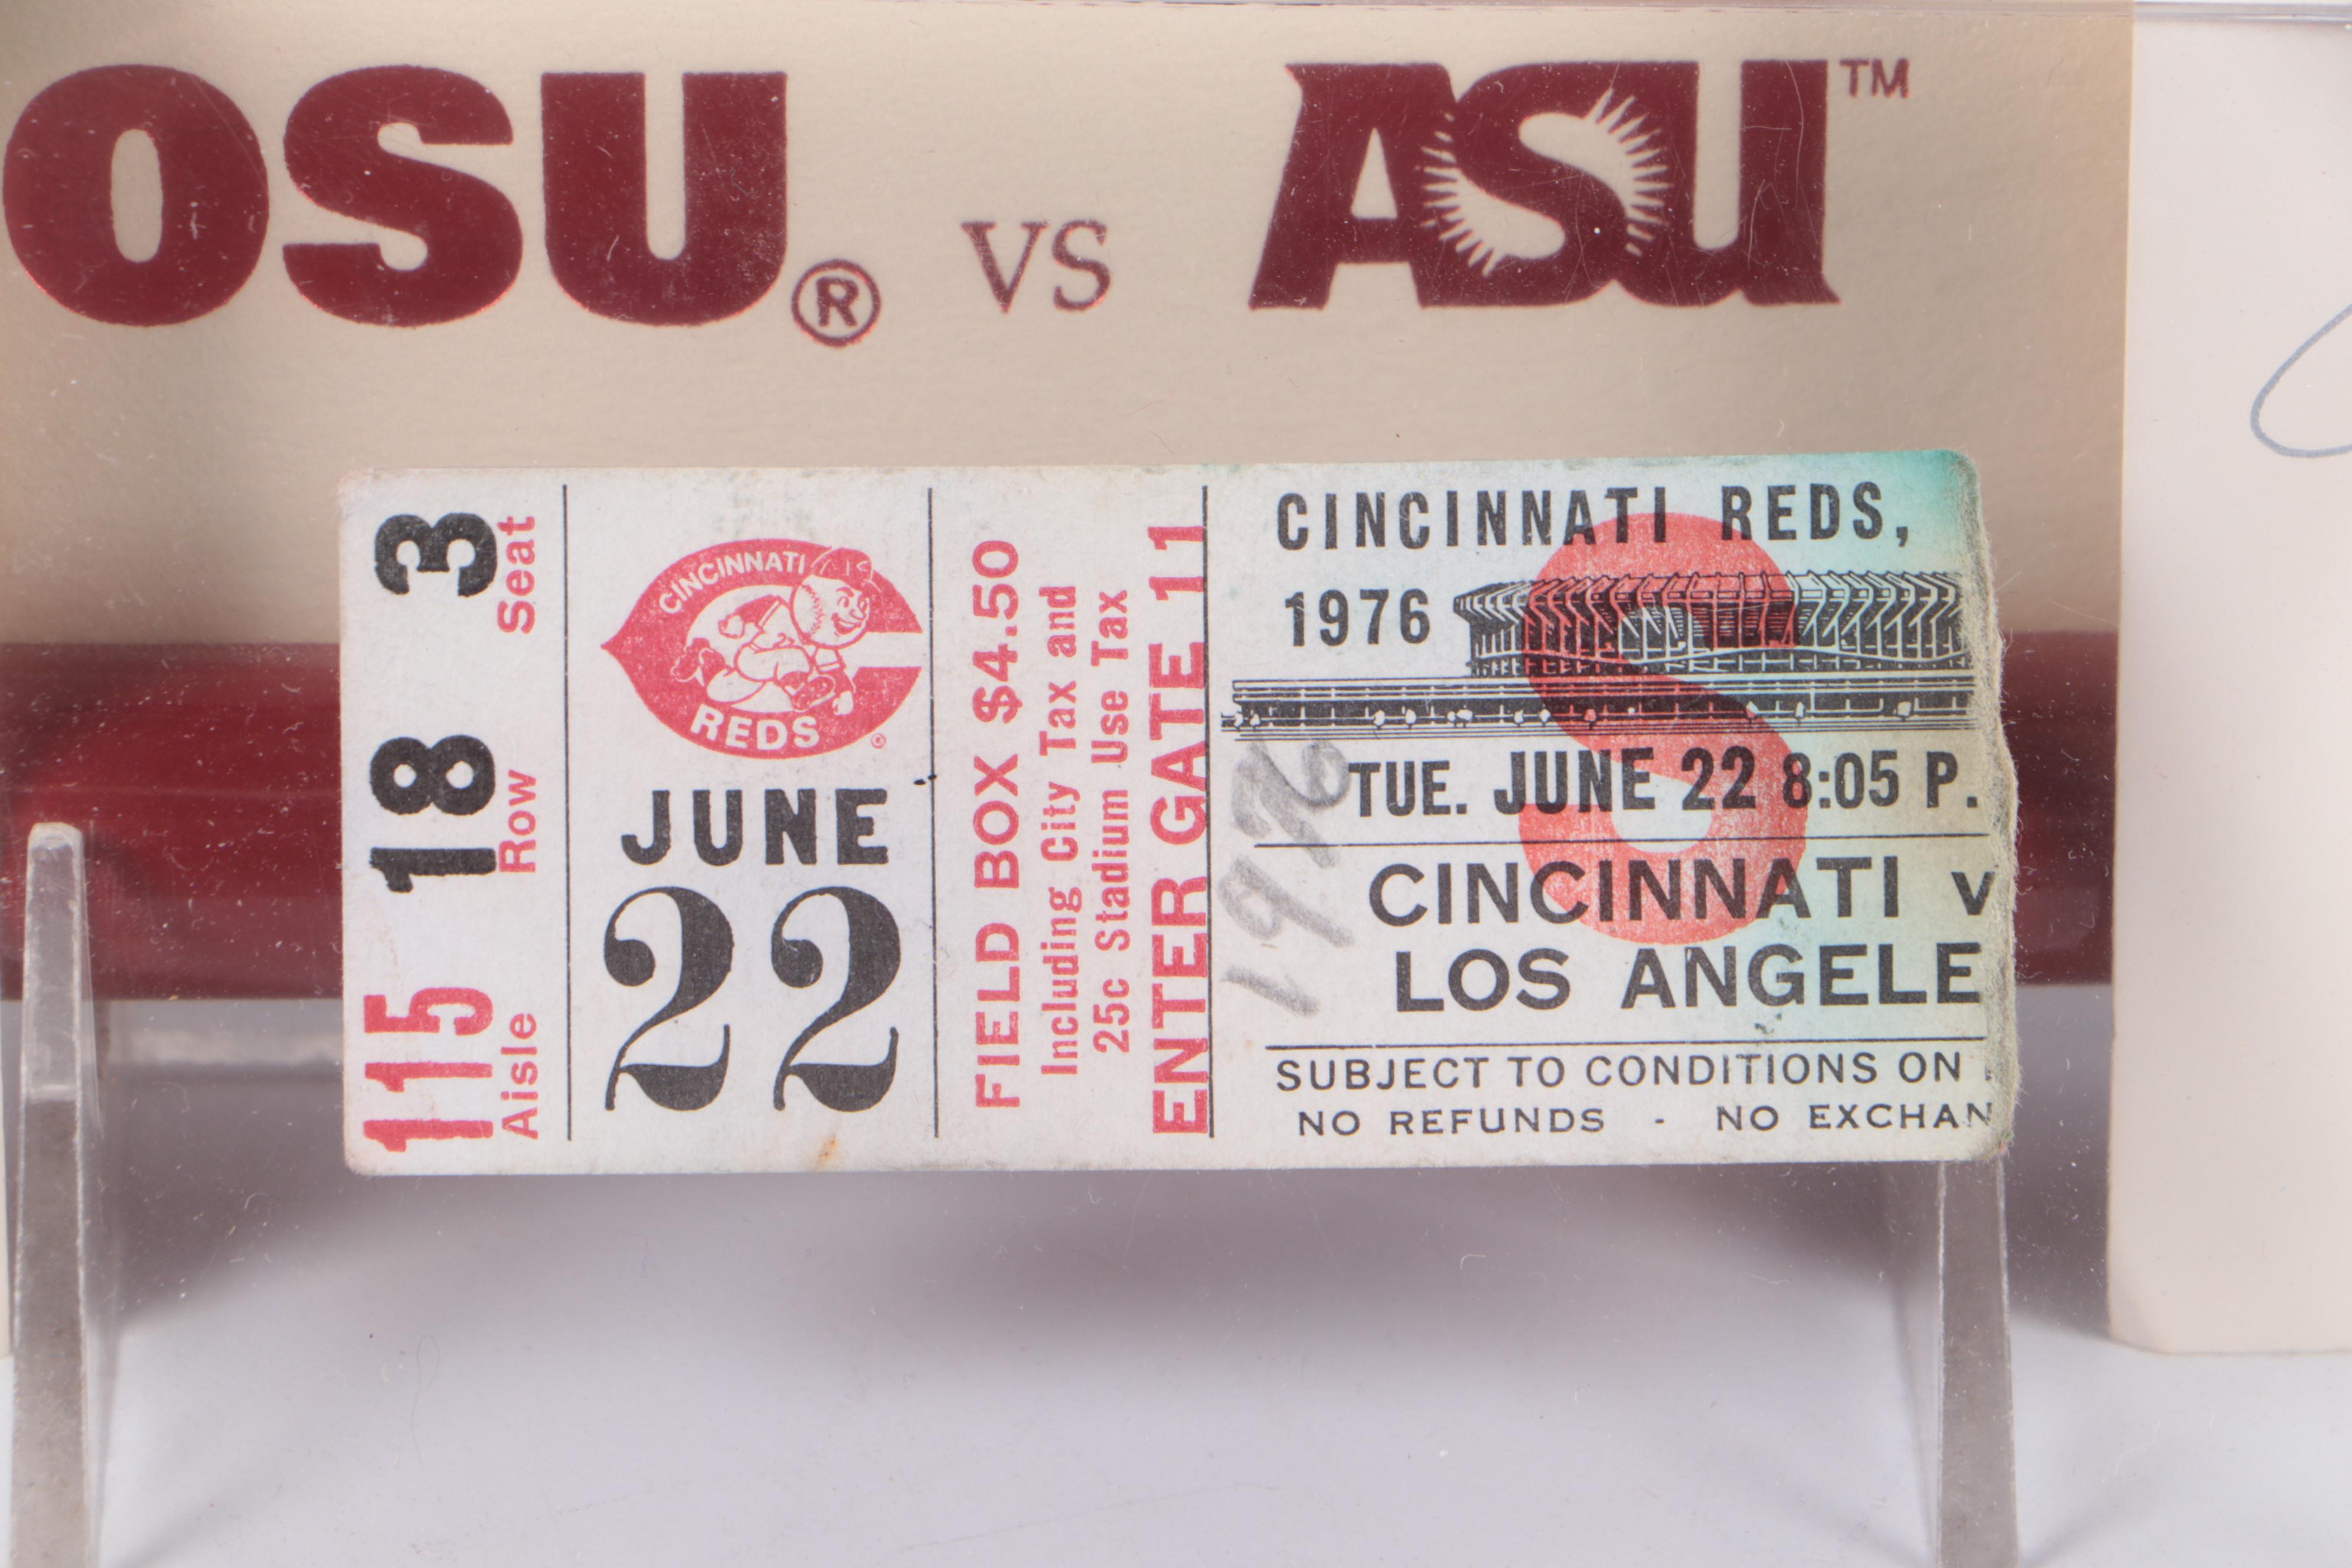 OSU® vs ASU™
3 Seat
18 Row
115 Aisle
CINCINNATI
REDS ®
JUNE
22
FIELD BOX $4.50
Including City Tax and
25c Stadium Use Tax
ENTER GATE 11
CINCINNATI REDS,
1976
8
TUE. JUNE 22 8:05 P.
1976
CINCINNATI v
LOS ANGELE
SUBJECT TO CONDITIONS ON
NO REFUNDS - NO EXCHAN